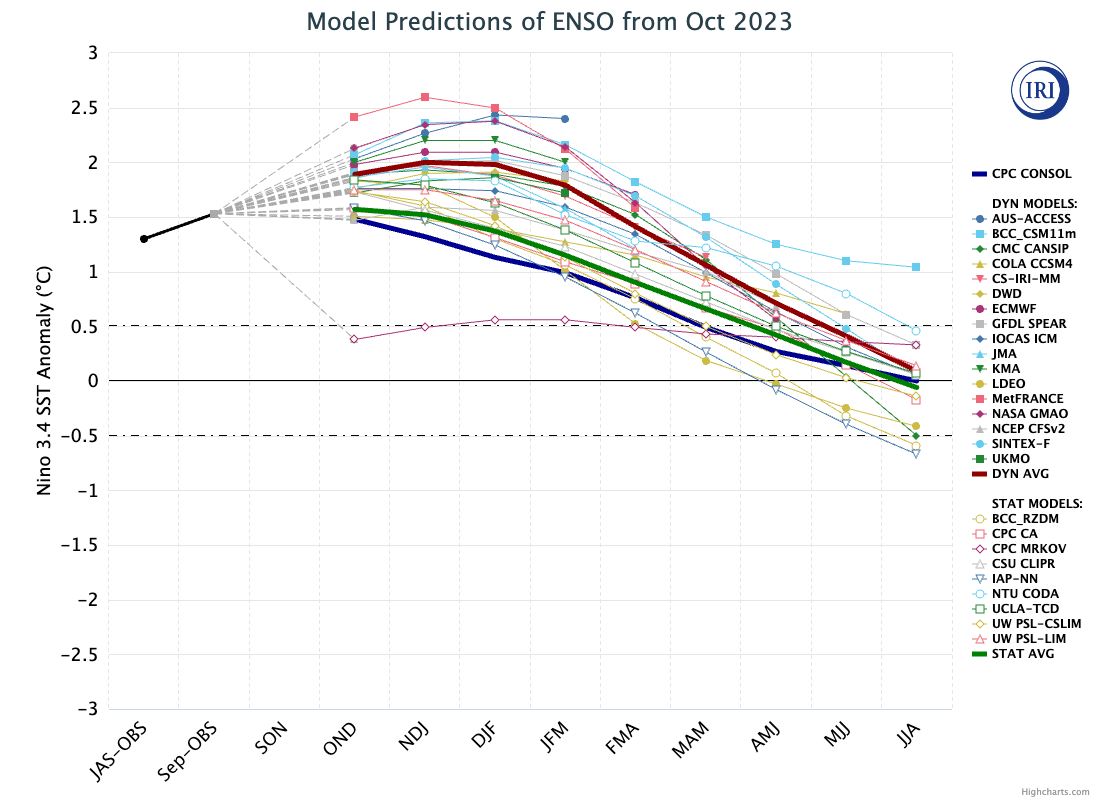 Model Predictions of ENSO from Oct 2023
IRI
Nino 3.4 SST Anomaly (°C)
3
2.5
2
1.5
1
0.5
0
−0.5
−1
−1.5
−2
−2.5
−3
JAS-OBS
Sep-OBS
SON
OND
NDJ
DJF
JFM
FMA
MAM
AMJ
MJJ
JJA
CPC CONSOL
DYN MODELS:
AUS-ACCESS
BCC_CSM11m
CMC CANSIP
COLA CCSM4
CS-IRI-MM
DWD
ECMWF
GFDL SPEAR
IOCAS ICM
JMA
KMA
LDEO
MetFRANCE
NASA GMAO
NCEP CFSv2
SINTEX-F
UKMO
DYN AVG
STAT MODELS:
BCC_RZDM
CPC CA
CPC MRKOV
CSU CLIPR
IAP-NN
NTU CODA
UCLA-TCD
UW PSL-CSLIM
UW PSL-LIM
STAT AVG
Highcharts.com